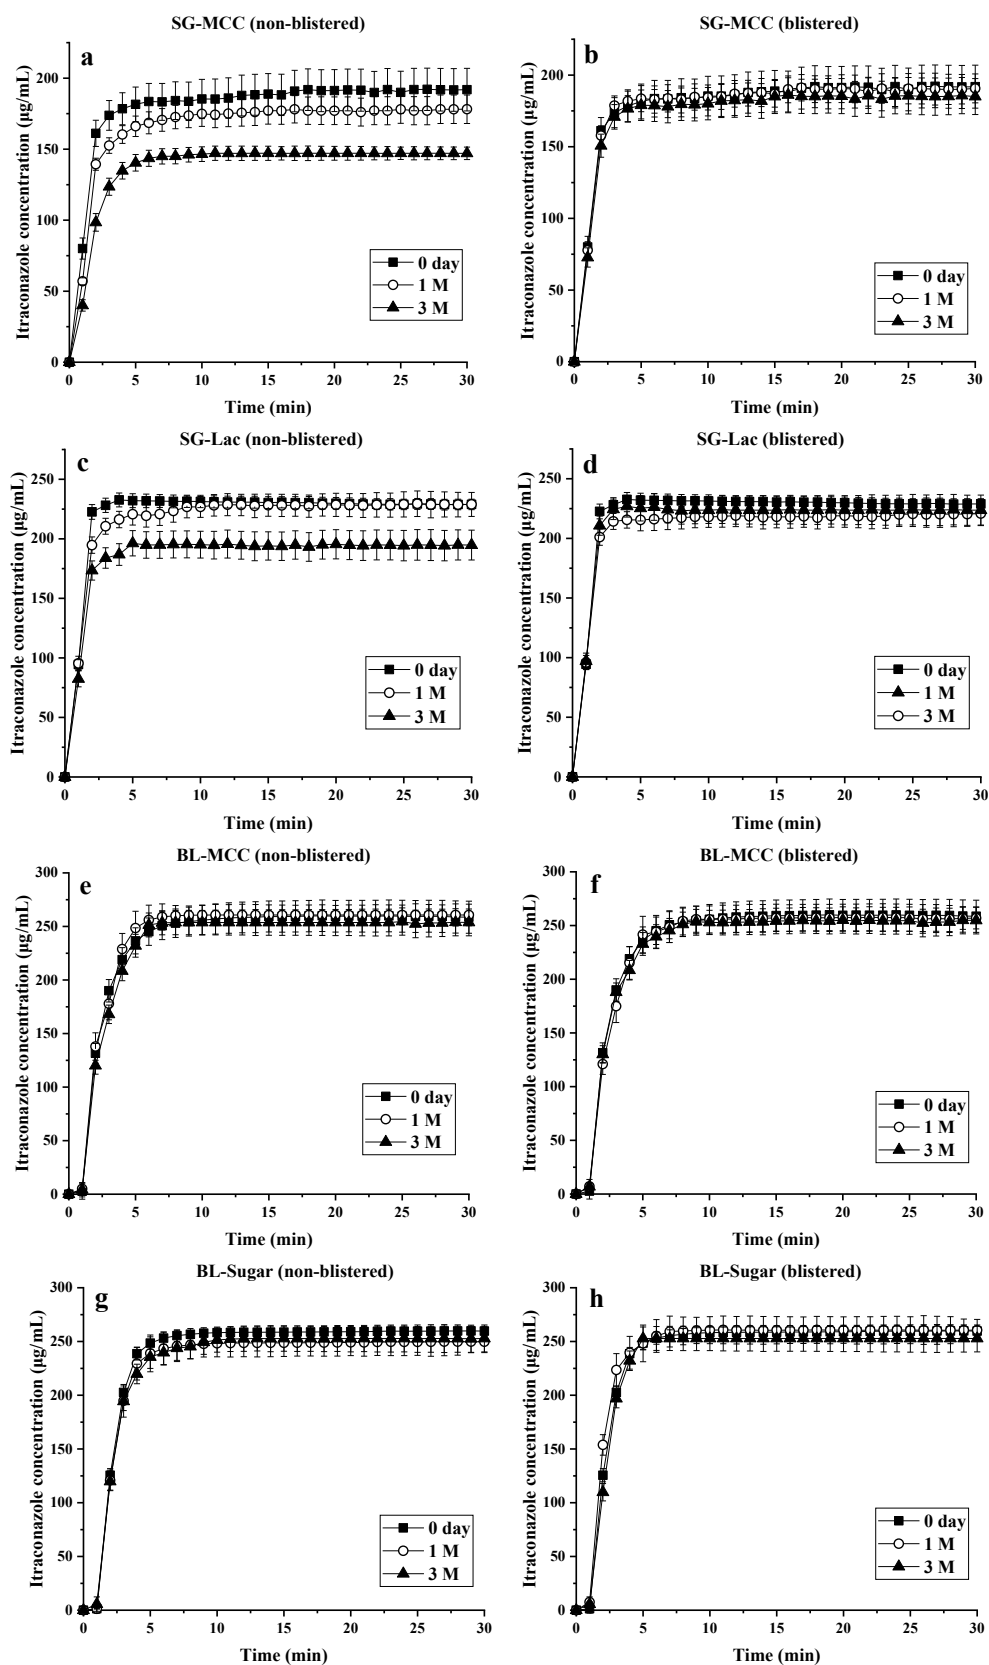 SG-MCC (non-blistered)
a
Itraconazole concentration (µg/mL)
200
150
100
50
0
0 5 10 15 20 25 30
Time (min)
0 day
1 M
3 M
SG-MCC (blistered)
b
Itraconazole concentration (µg/mL)
200
150
100
50
0
0 5 10 15 20 25 30
Time (min)
0 day
1 M
3 M
SG-Lac (non-blistered)
c
Itraconazole concentration (µg/mL)
250
200
150
100
50
0
0 5 10 15 20 25 30
Time (min)
0 day
1 M
3 M
SG-Lac (blistered)
d
Itraconazole concentration (µg/mL)
250
200
150
100
50
0
0 5 10 15 20 25 30
Time (min)
0 day
1 M
3 M
BL-MCC (non-blistered)
e
Itraconazole concentration (µg/mL)
300
250
200
150
100
50
0
0 5 10 15 20 25 30
Time (min)
0 day
1 M
3 M
BL-MCC (blistered)
f
Itraconazole concentration (µg/mL)
300
250
200
150
100
50
0
0 5 10 15 20 25 30
Time (min)
0 day
1 M
3 M
BL-Sugar (non-blistered)
g
Itraconazole concentration (µg/mL)
300
250
200
150
100
50
0
0 5 10 15 20 25 30
Time (min)
0 day
1 M
3 M
BL-Sugar (blistered)
h
Itraconazole concentration (µg/mL)
300
250
200
150
100
50
0
0 5 10 15 20 25 30
Time (min)
0 day
1 M
3 M